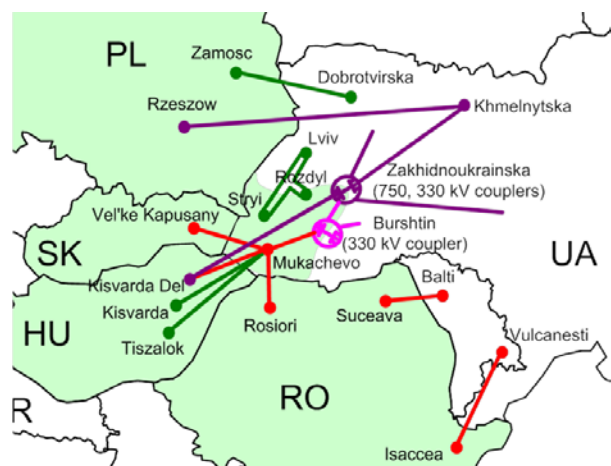 PL
Zamosc
Dobrotvirska
Rzeszow
Khmelnytska
Lviv
Zakhidnoukrainska
(750, 330 kV couplers)
Rozdyl
Stryi
Vel'ke Kapusany
Burshtin
(330 kV coupler)
SK
UA
Mukachevo
Kisvarda Del
Balti
Kisvarda
Rosiori
Suceava
HU
Vulcanesti
Tiszalok
RO
R
Isaccea